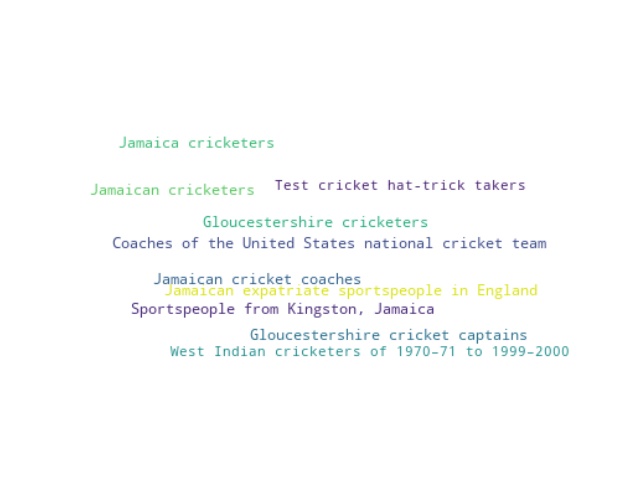 Jamaica cricketers
Test cricket hat-trick takers
Jamaican cricketers
Gloucestershire cricketers
Coaches of the United States national cricket team
Jamaican cricket coaches
Jamaican expatriate sportspeople in England
Sportspeople from Kingston, Jamaica
Gloucestershire cricket captains
West Indian cricketers of 1970–71 to 1999–2000